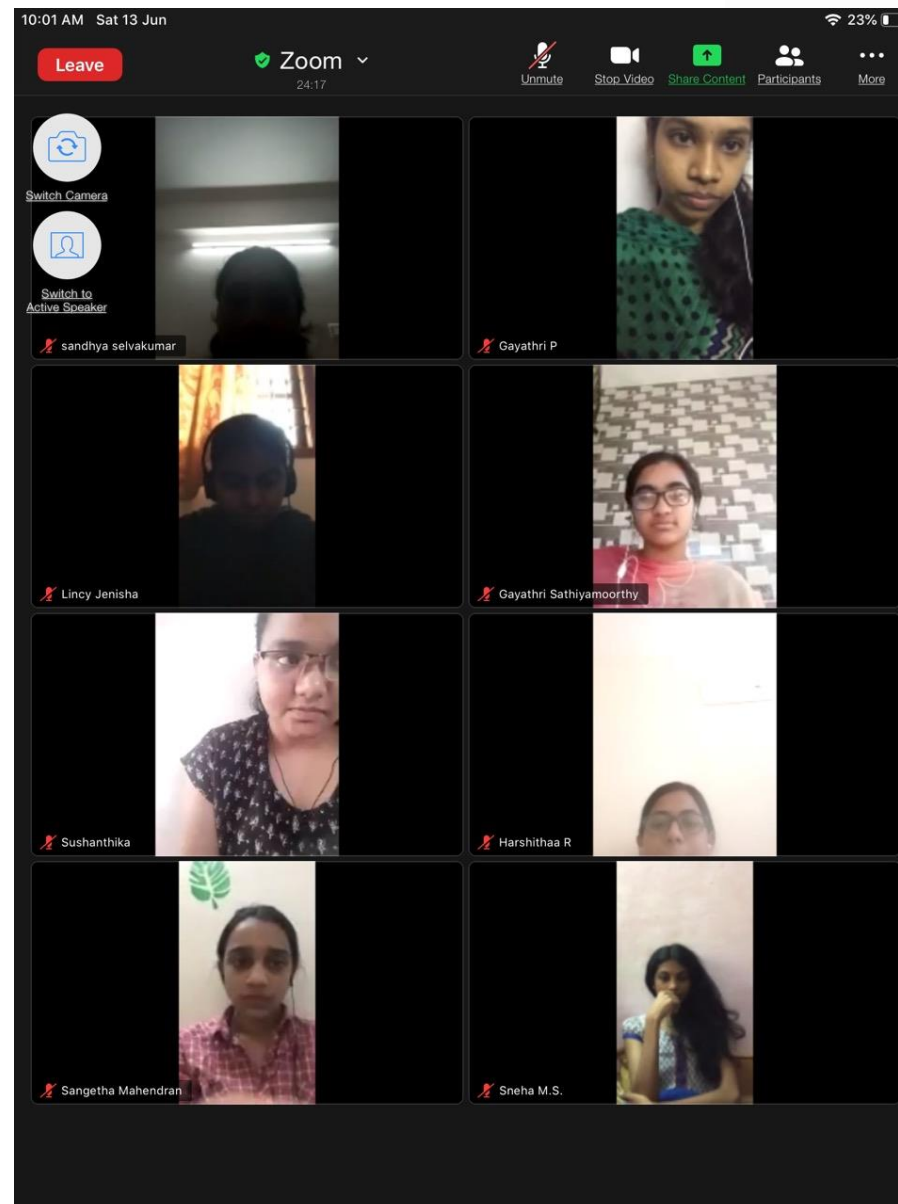 10:01 AM Sat 13 Jun
23%
Leave
Zoom
24:17
Unmute
Stop Video
Share Content
Participants
More
Switch Camera
Switch to
Active Speaker
sandhya selvakumar
Gayathri P
Lincy Jenisha
Gayathri Sathiyamoorthy
Sushanthika
Harshithaa R
Sangetha Mahendran
Sneha M.S.